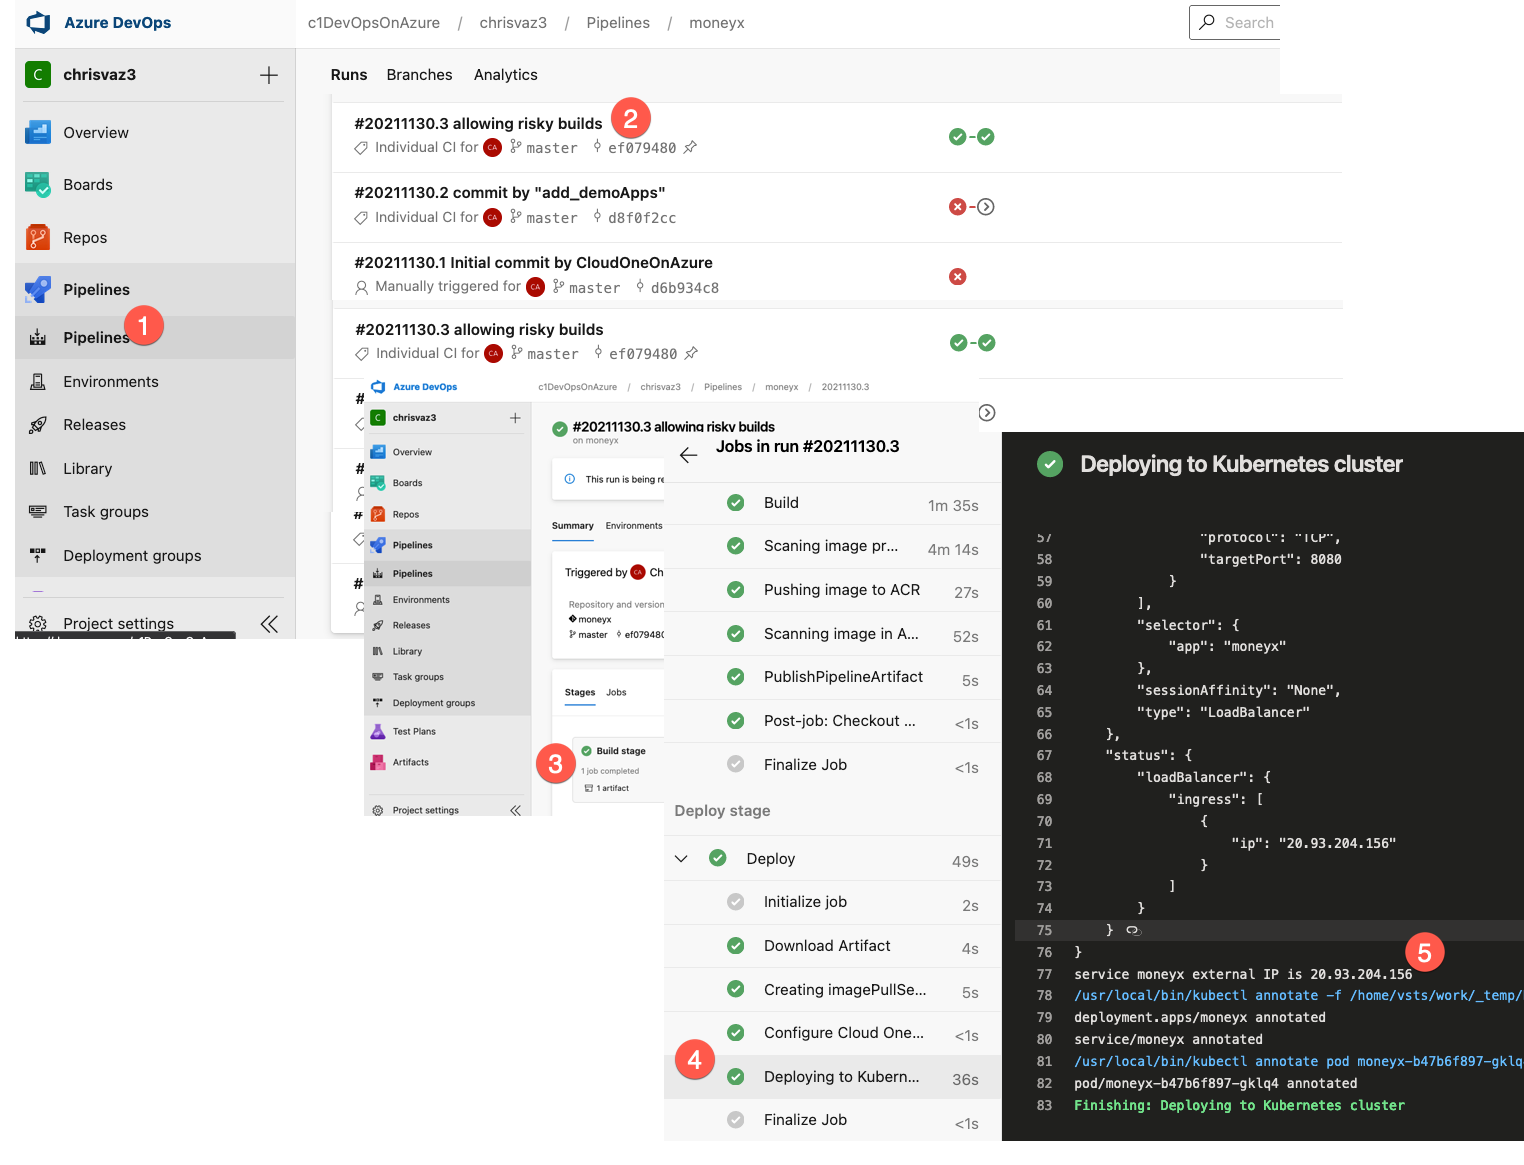 Azure DevOps
c1DevOpsOnAzure / chrisvaz3 / Pipelines / moneyx
Search
C chrisvaz3 +
Overview
Boards
Repos
Pipelines
Pipelines
1
Environments
Releases
Library
Task groups
Deployment groups
Project settings
Runs Branches Analytics
#20211130.3 allowing risky builds
2
Individual CI for CA master ef079480
#20211130.2 commit by "add_demoApps"
Individual CI for CA master d8f0f2cc
#20211130.1 Initial commit by CloudOneOnAzure
Manually triggered for CA master d6b934c8
#20211130.3 allowing risky builds
Individual CI for CA master ef079480
#
#
#
#
Azure DevOps
c1DevOpsOnAzure / chrisvaz3 / Pipelines / moneyx / 20211130.3
C chrisvaz3 +
Overview
Boards
Repos
Pipelines
Pipelines
Environments
Releases
Library
Task groups
Deployment groups
Test Plans
Artifacts
Project settings
#20211130.3 allowing risky builds
on moneyx
This run is being re
Summary Environments
Triggered by CA Ch
Repository and version
moneyx
master ef079480
Stages Jobs
3
Build stage
1 job completed
1 artifact
Jobs in run #20211130.3
Build 1m 35s
Scaning image pr... 4m 14s
Pushing image to ACR 27s
Scanning image in A... 52s
PublishPipelineArtifact 5s
Post-job: Checkout ... <1s
Finalize Job <1s
Deploy stage
Deploy 49s
Initialize job 2s
Download Artifact 4s
Creating imagePullSe... 5s
Configure Cloud One... <1s
4
Deploying to Kubern... 36s
Finalize Job <1s
Deploying to Kubernetes cluster
57 "protocol": "TCP",
58 "targetPort": 8080
59 }
60 ],
61 "selector": {
62 "app": "moneyx"
63 },
64 "sessionAffinity": "None",
65 "type": "LoadBalancer"
66 },
67 "status": {
68 "loadBalancer": {
69 "ingress": [
70 {
71 "ip": "20.93.204.156"
72 }
73 ]
74 }
75 }
76 }
5
77 service moneyx external IP is 20.93.204.156
78 /usr/local/bin/kubectl annotate -f /home/vsts/work/_temp/
79 deployment.apps/moneyx annotated
80 service/moneyx annotated
81 /usr/local/bin/kubectl annotate pod moneyx-b47b6f897-gklq
82 pod/moneyx-b47b6f897-gklq4 annotated
83 Finishing: Deploying to Kubernetes cluster